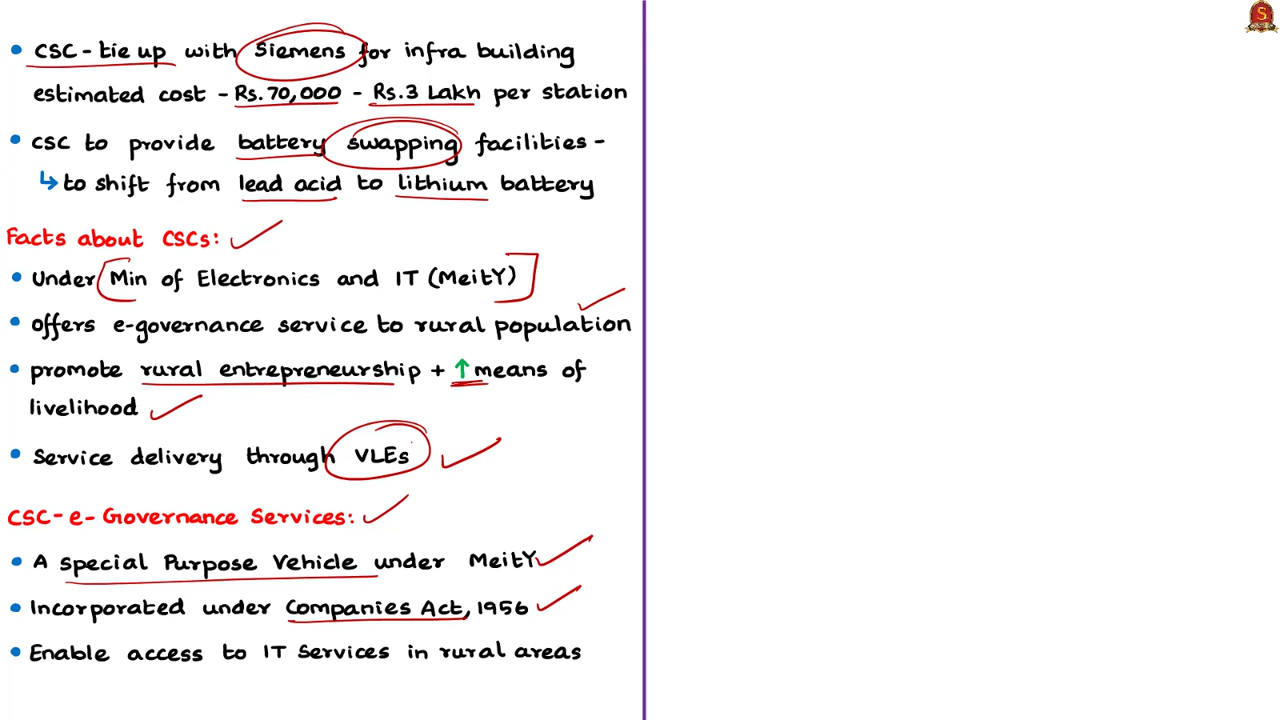 • CSC - tie up with Siemens for infra building
estimated cost - Rs.70,000 - Rs.3 Lakh per station
• CSC to provide battery swapping facilities -
↳ to shift from lead acid to lithium battery
Facts about CSCs:
• Under Min of Electronics and IT (MeitY)
• offers e-governance service to rural population
• promote rural entrepreneurship + ↑ means of
livelihood
• Service delivery through VLEs
CSC-e-Governance Services:
• A special Purpose Vehicle under MeitY
• Incorporated under Companies Act, 1956
• Enable access to IT Services in rural areas
S